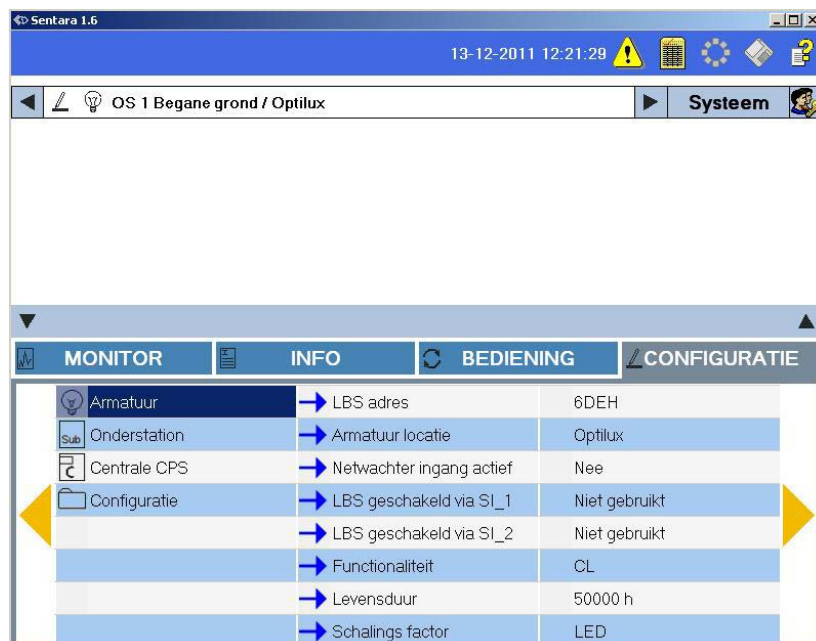 Sentara 1.6
13-12-2011 12:21:29
OS 1 Begane grond / Optilux
Systeem
MONITOR INFO BEDIENING CONFIGURATIE
Armatuur LBS adres 6DEH
Sub Onderstation Armatuur locatie Optilux
C Centrale CPS Netwachter ingang actief Nee
Configuratie LBS geschakeld via SI_1 Niet gebruikt
LBS geschakeld via SI_2 Niet gebruikt
Functionaliteit CL
Levensduur 50000 h
Schalings factor LED